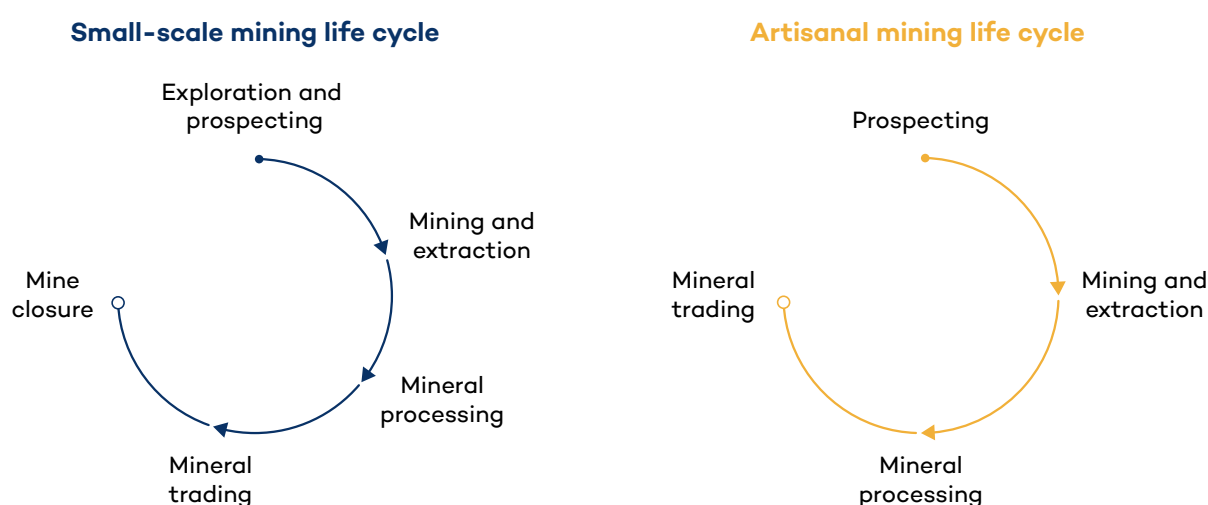 Small-scale mining life cycle
Exploration and
prospecting
Mining and
extraction
Mineral
processing
Mineral
trading
Mine
closure
Artisanal mining life cycle
Prospecting
Mining and
extraction
Mineral
processing
Mineral
trading